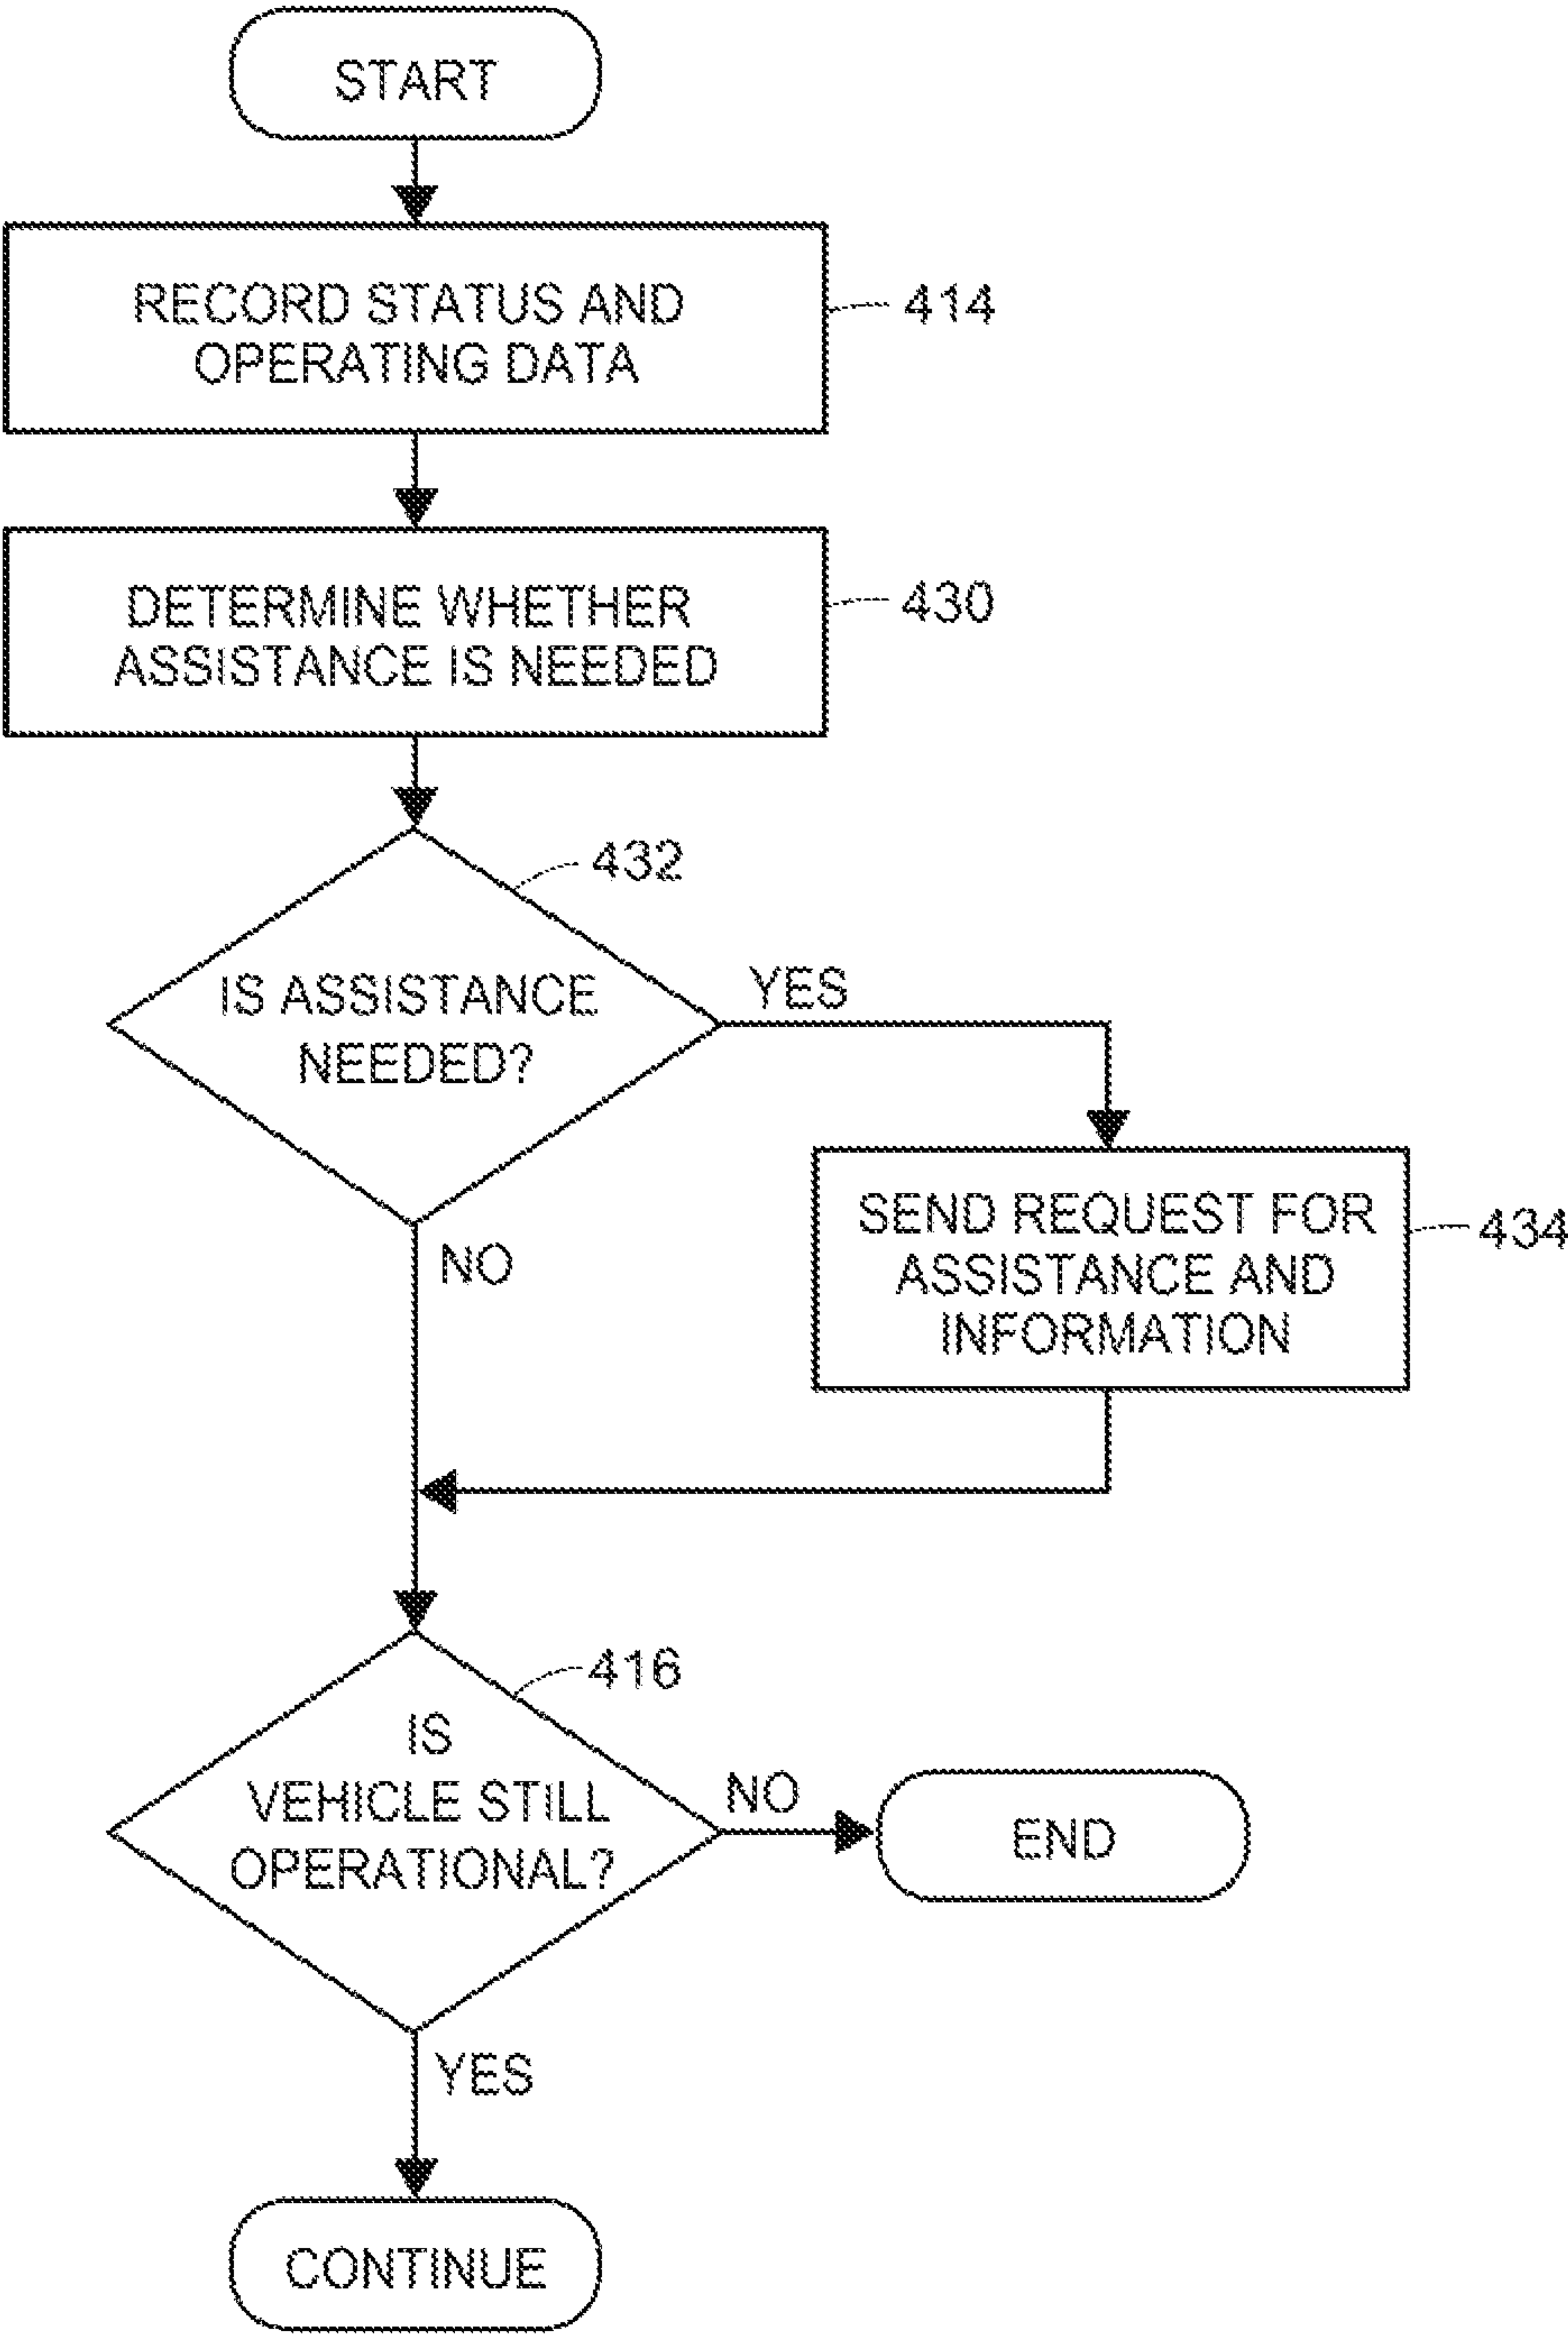 START
RECORD STATUS AND
OPERATING DATA
414
DETERMINE WHETHER
ASSISTANCE IS NEEDED
430
432
IS ASSISTANCE
NEEDED?
YES
NO
SEND REQUEST FOR
ASSISTANCE AND
INFORMATION
434
416
IS
VEHICLE STILL
OPERATIONAL?
NO
END
YES
CONTINUE